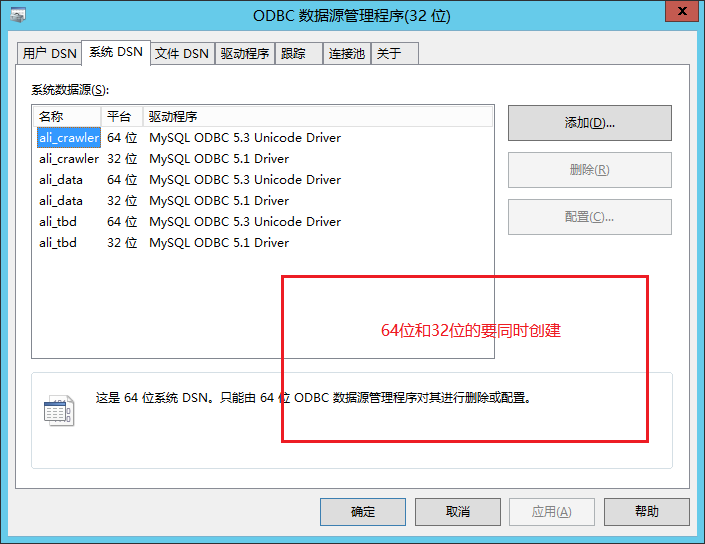 ODBC 数据源管理程序(32 位)
用户 DSN 系统 DSN 文件 DSN 驱动程序 跟踪 连接池 关于
系统数据源(S):
名称 平台 驱动程序
ali_crawler 64 位 MySQL ODBC 5.3 Unicode Driver
ali_crawler 32 位 MySQL ODBC 5.1 Driver
ali_data 64 位 MySQL ODBC 5.3 Unicode Driver
ali_data 32 位 MySQL ODBC 5.1 Driver
ali_tbd 64 位 MySQL ODBC 5.3 Unicode Driver
ali_tbd 32 位 MySQL ODBC 5.1 Driver
添加(D)...
删除(R)
配置(C)...
64位和32位的要同时创建
这是 64 位系统 DSN。只能由 64 位 ODBC 数据源管理程序对其进行删除或配置。
确定 取消 应用(A) 帮助